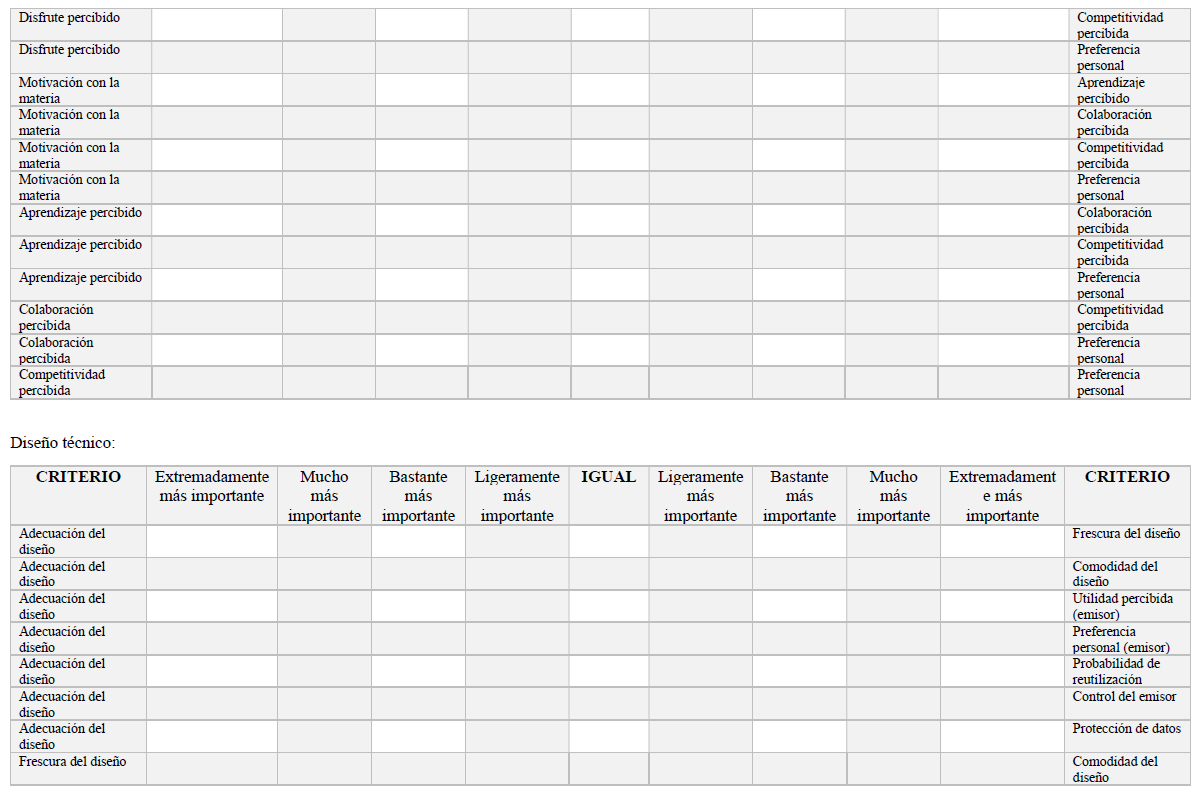 Disfrute percibido Competitividad
percibida
Disfrute percibido Preferencia
personal
Motivación con la Aprendizaje
materia percibido
Motivación con la Colaboración
materia percibida
Motivación con la Competitividad
materia percibida
Motivación con la Preferencia
materia personal
Aprendizaje percibido Colaboración
percibida
Aprendizaje percibido Competitividad
percibida
Aprendizaje percibido Preferencia
personal
Colaboración Competitividad
percibida percibida
Colaboración Preferencia
percibida personal
Competitividad Preferencia
percibida personal
Diseño técnico:
CRITERIO Extremadamente Mucho Bastante Ligeramente IGUAL Ligeramente Bastante Mucho Extremadament CRITERIO
más importante más más más más más más e más
importante importante importante importante importante importante importante
Adecuación del Frescura del diseño
diseño
Adecuación del Comodidad del
diseño diseño
Adecuación del Utilidad percibida
diseño (emisor)
Adecuación del Preferencia
diseño personal (emisor)
Adecuación del Probabilidad de
diseño reutilización
Adecuación del Control del emisor
diseño
Adecuación del Protección de datos
diseño
Frescura del diseño Comodidad del
diseño